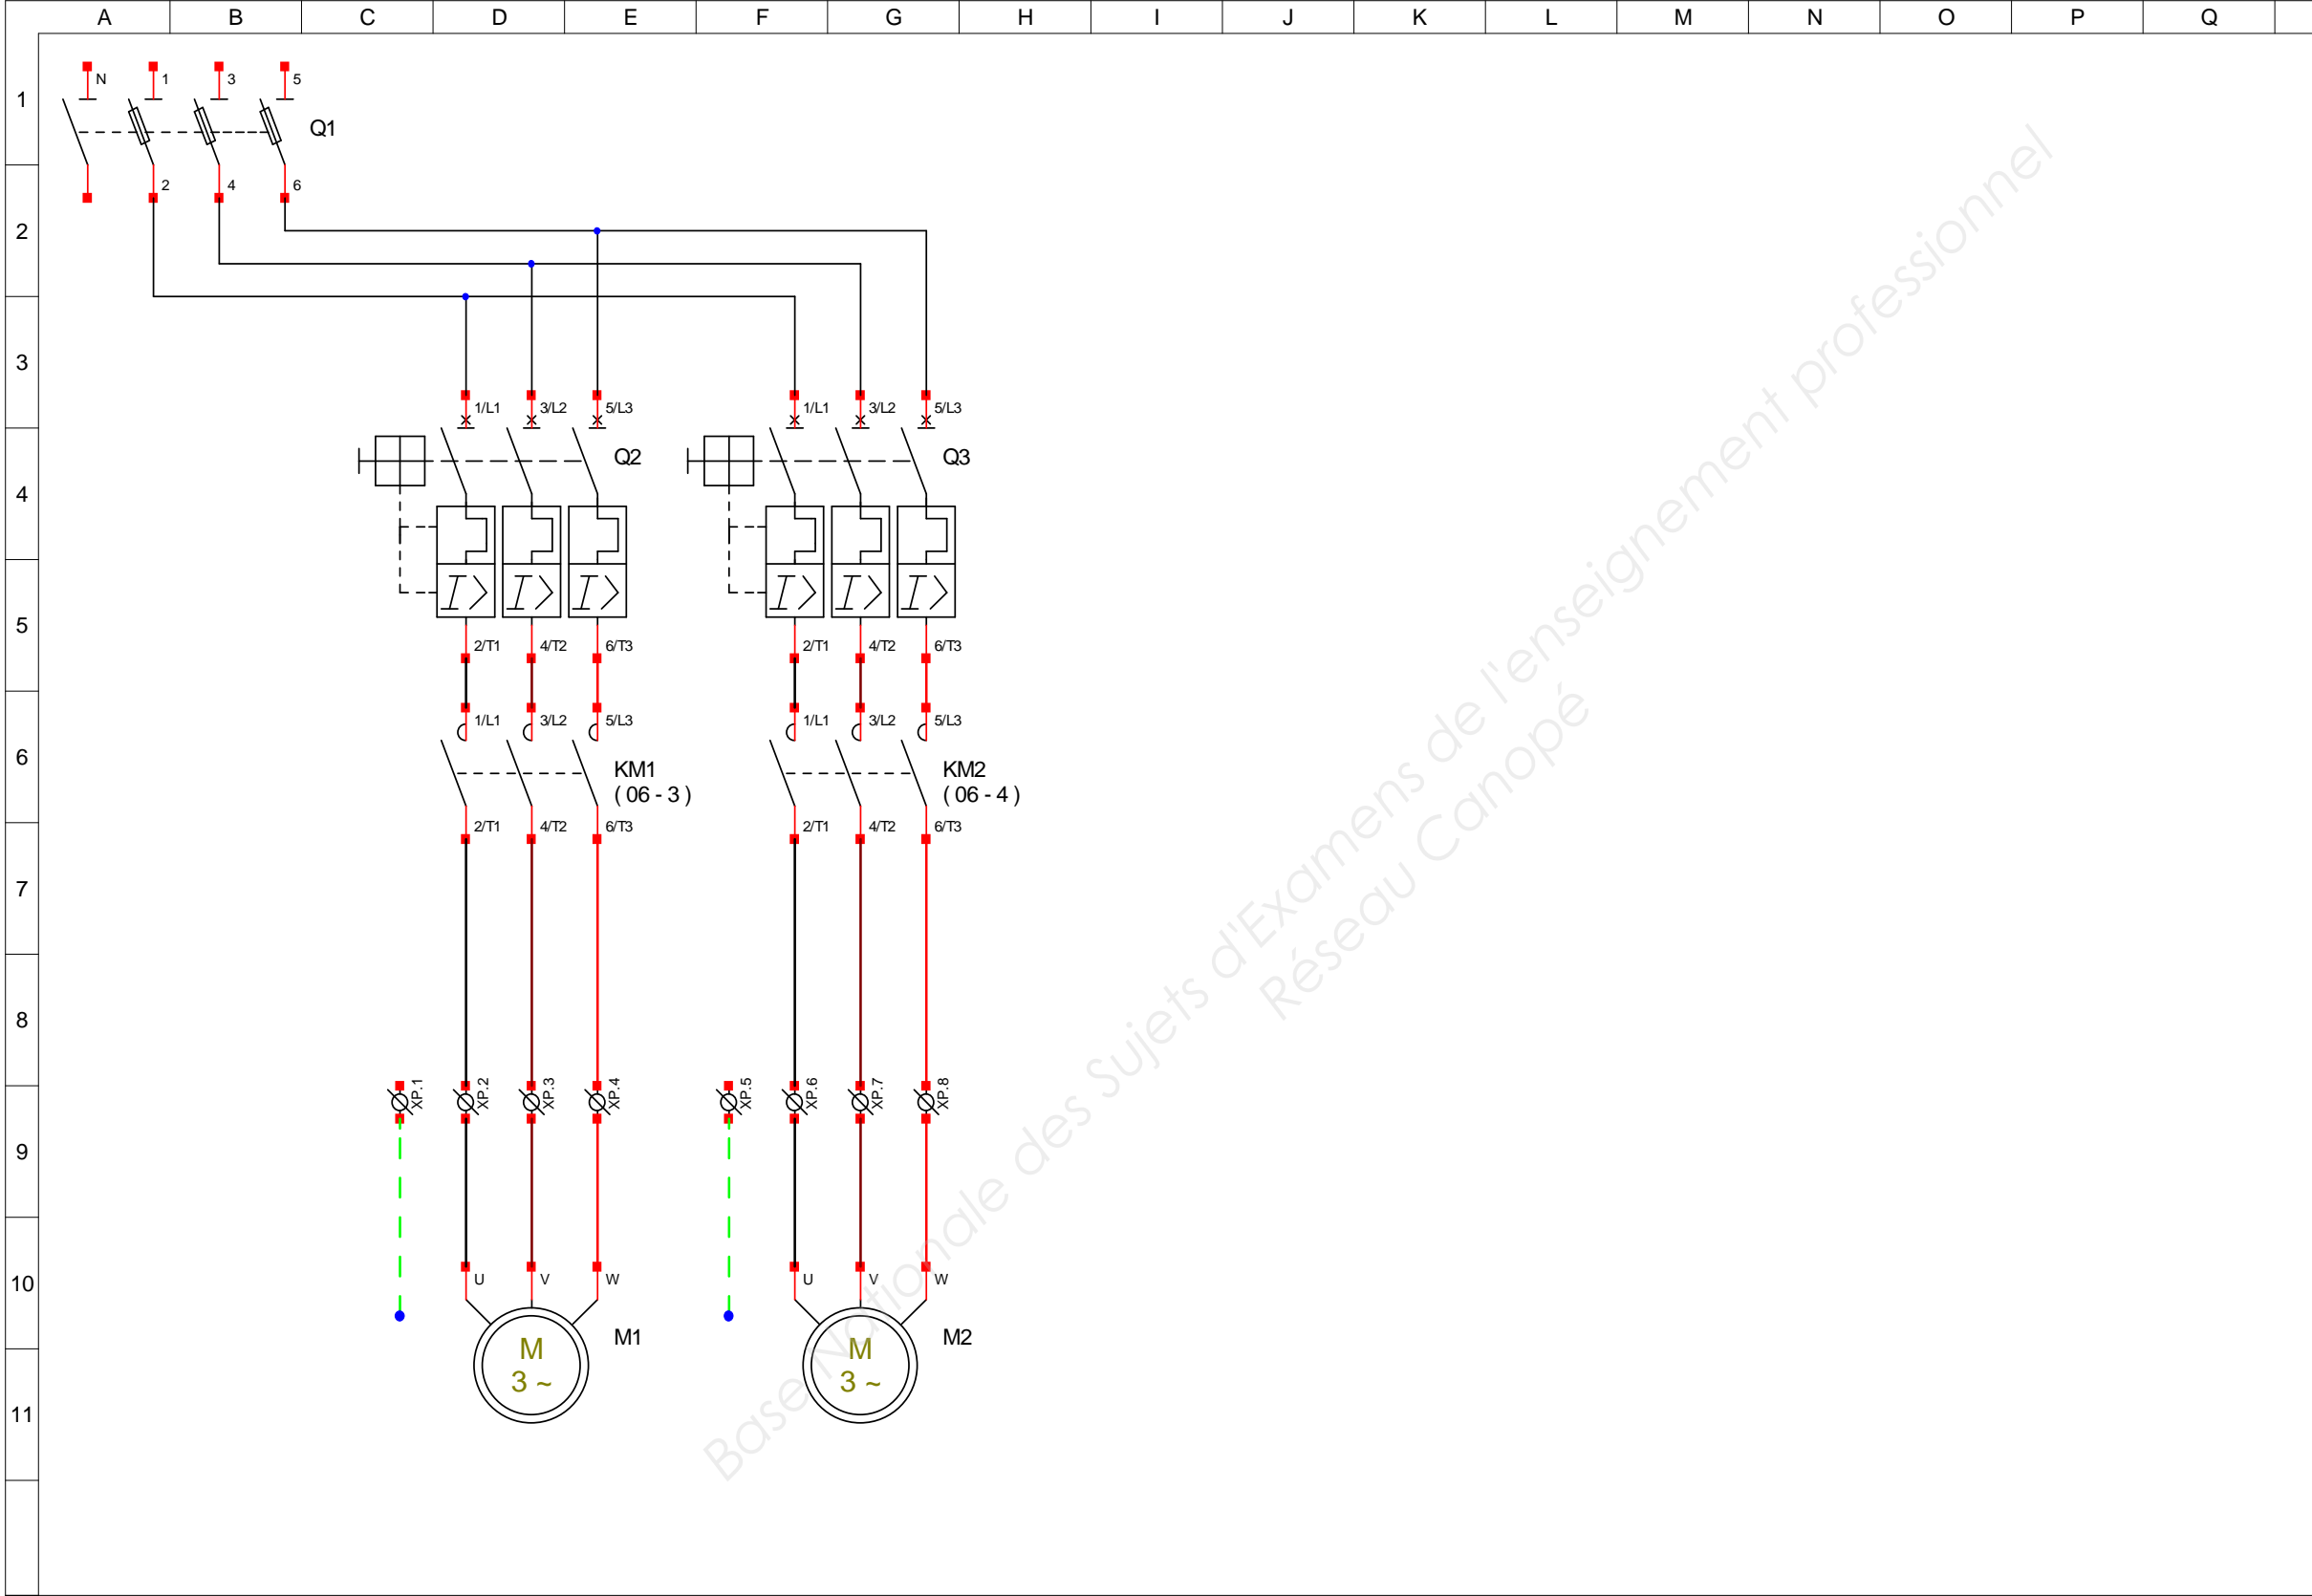 A B C D E F G H I J K L M N O P Q
1
N 1 3 5
Q1
2 4 6
2
3
1/L1 3/L2 5/L3 1/L1 3/L2 5/L3
Q2 Q3
4
I> I> I> I> I> I>
5
2/T1 4/T2 6/T3 2/T1 4/T2 6/T3
1/L1 3/L2 5/L3 1/L1 3/L2 5/L3
6
KM1 KM2
( 06 - 3 ) ( 06 - 4 )
2/T1 4/T2 6/T3 2/T1 4/T2 6/T3
7
8
XP.1 XP.2 XP.3 XP.4 XP.5 XP.6 XP.7 XP.8
9
10
U V W U V W
M1 M2
M M
3 ~ 3 ~
11
Base Nationale des Sujets d'Examens de l'enseignement professionnel
Réseau Canopé